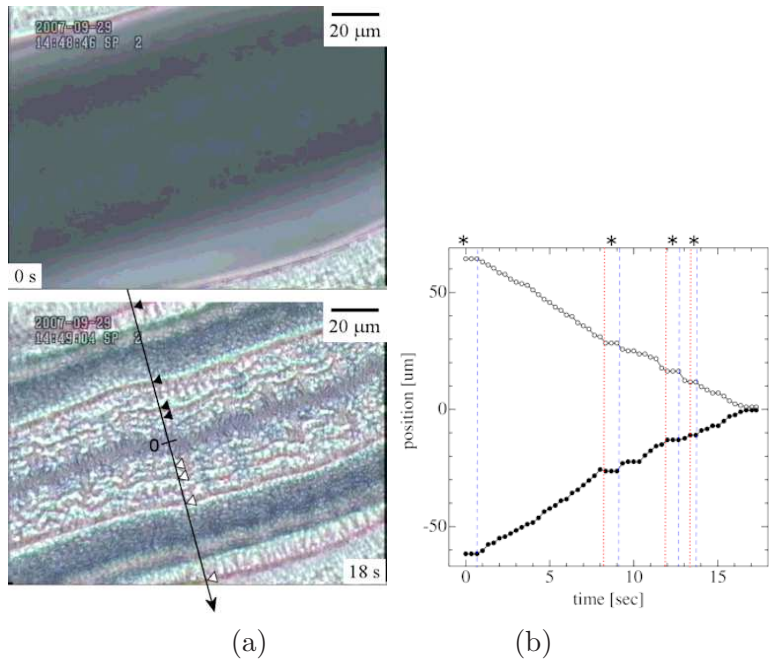 2007-09-29
14:48:46 SP 2
20 μm
0 s
2007-09-29
14:49:04 SP 2
20 μm
0
18 s
(a)
* * * *
50
0
-50
position [um]
0 5 10 15
time [sec]
(b)